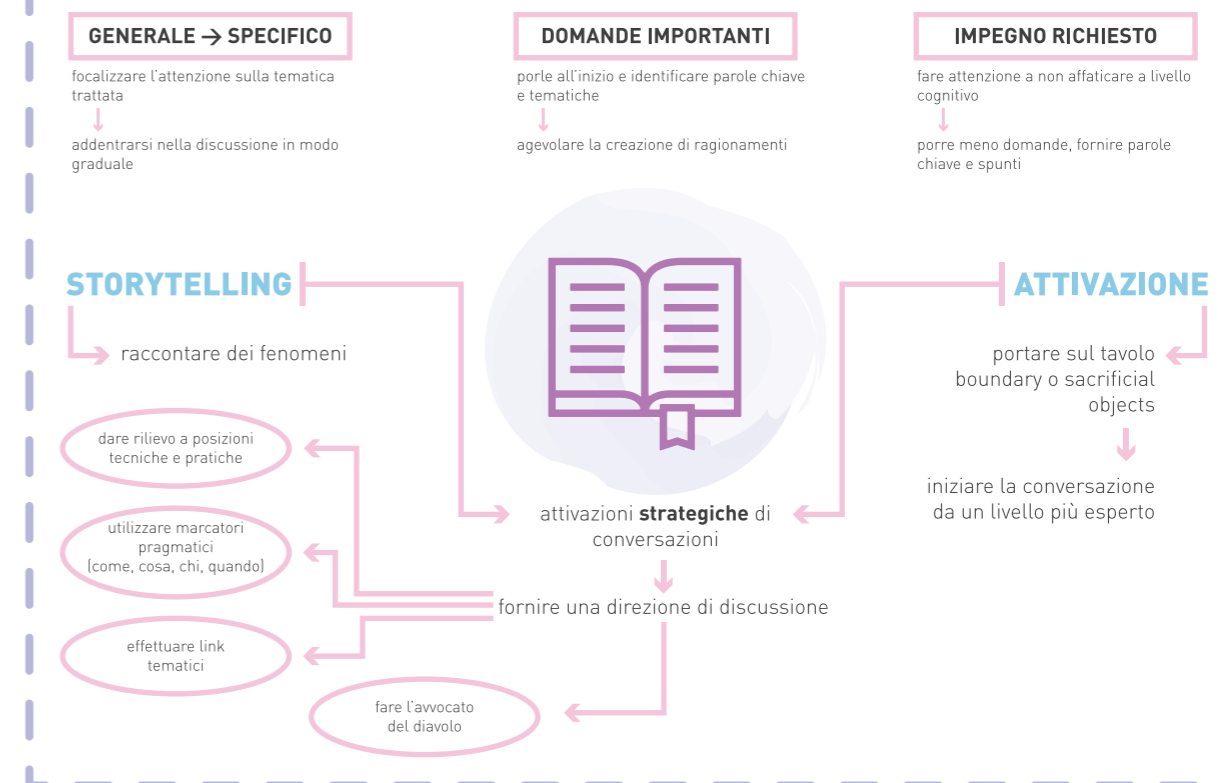 GENERALE → SPECIFICO
focalizzare l'attenzione sulla tematica
trattata
addentrarsi nella discussione in modo
graduale
DOMANDE IMPORTANTI
porle all'inizio e identificare parole chiave
e tematiche
agevolare la creazione di ragionamenti
IMPEGNO RICHIESTO
fare attenzione a non affaticare a livello
cognitivo
porre meno domande, fornire parole
chiave e spunti
STORYTELLING
raccontare dei fenomeni
ATTIVAZIONE
portare sul tavolo
boundary o sacrificial
objects
iniziare la conversazione
da un livello più esperto
attivazioni strategiche di
conversazioni
fornire una direzione di discussione
dare rilievo a posizioni
tecniche e pratiche
utilizzare marcatori
pragmatici
(come, cosa, chi, quando)
effettuare link
tematici
fare l'avvocato
del diavolo